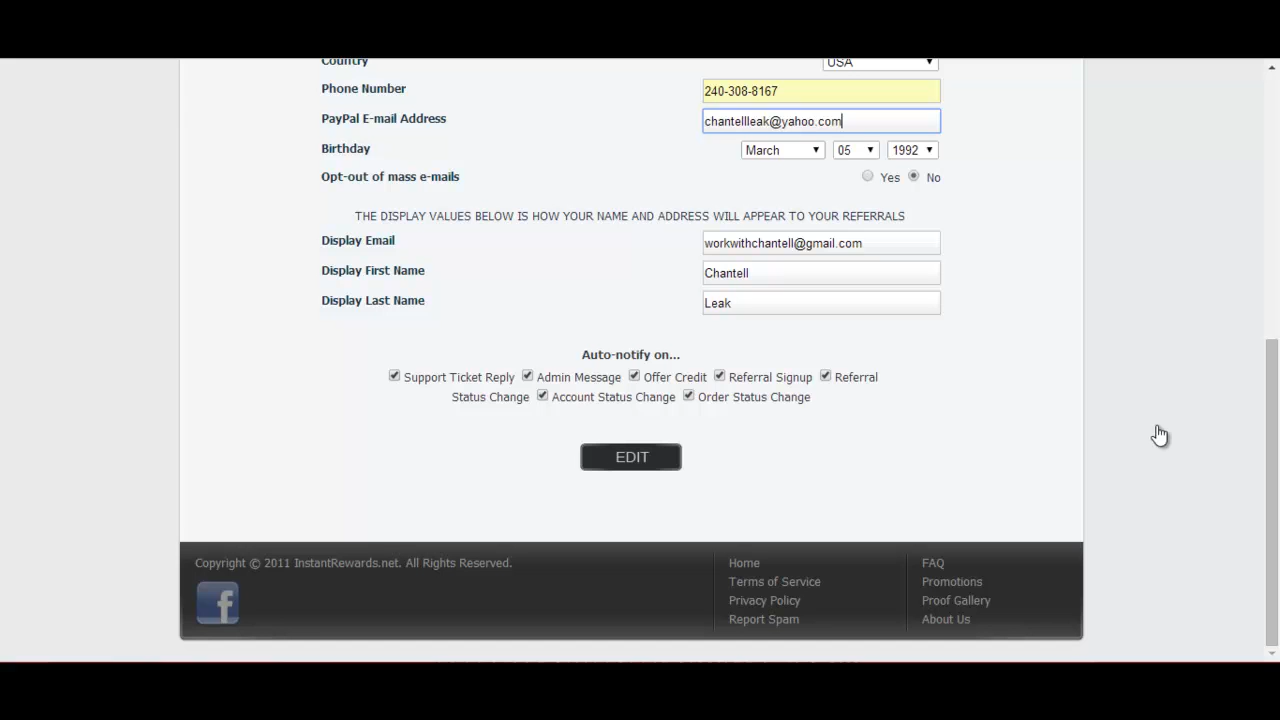 Country USA
Phone Number 240-308-8167
PayPal E-mail Address chantellleak@yahoo.com
Birthday March 05 1992
Opt-out of mass e-mails Yes No
THE DISPLAY VALUES BELOW IS HOW YOUR NAME AND ADDRESS WILL APPEAR TO YOUR REFERRALS
Display Email workwithchantell@gmail.com
Display First Name Chantell
Display Last Name Leak
Auto-notify on...
Support Ticket Reply Admin Message Offer Credit Referral Signup Referral
Status Change Account Status Change Order Status Change
EDIT
Copyright © 2011 InstantRewards.net. All Rights Reserved.
Home
Terms of Service
Privacy Policy
Report Spam
FAQ
Promotions
Proof Gallery
About Us